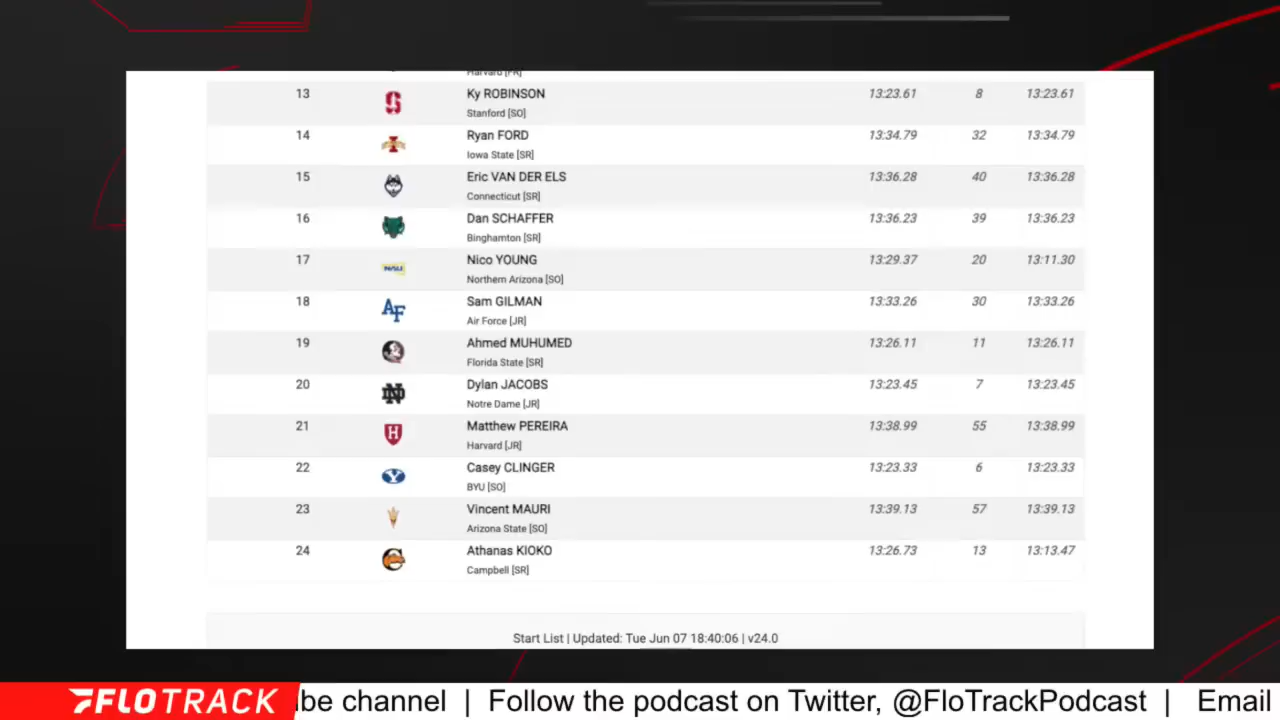 Harvard [FR]
13 Ky ROBINSON 13:23.61 8 13:23.61
Stanford [SO]
14 Ryan FORD 13:34.79 32 13:34.79
Iowa State [SR]
15 Eric VAN DER ELS 13:36.28 40 13:36.28
Connecticut [SR]
16 Dan SCHAFFER 13:36.23 39 13:36.23
Binghamton [SR]
17 Nico YOUNG 13:29.37 20 13:11.30
NAU
Northern Arizona [SO]
18 Sam GILMAN 13:33.26 30 13:33.26
AF
Air Force [JR]
19 Ahmed MUHUMED 13:26.11 11 13:26.11
Florida State [SR]
20 Dylan JACOBS 13:23.45 7 13:23.45
ND
Notre Dame [JR]
21 Matthew PEREIRA 13:38.99 55 13:38.99
H
Harvard [JR]
22 Casey CLINGER 13:23.33 6 13:23.33
Y
BYU [SO]
23 Vincent MAURI 13:39.13 57 13:39.13
Arizona State [SO]
24 Athanas KIOKO 13:26.73 13 13:13.47
C
Campbell [SR]
Start List | Updated: Tue Jun 07 18:40:06 | v24.0
FLOTRACK be channel | Follow the podcast on Twitter, @FloTrackPodcast | Email